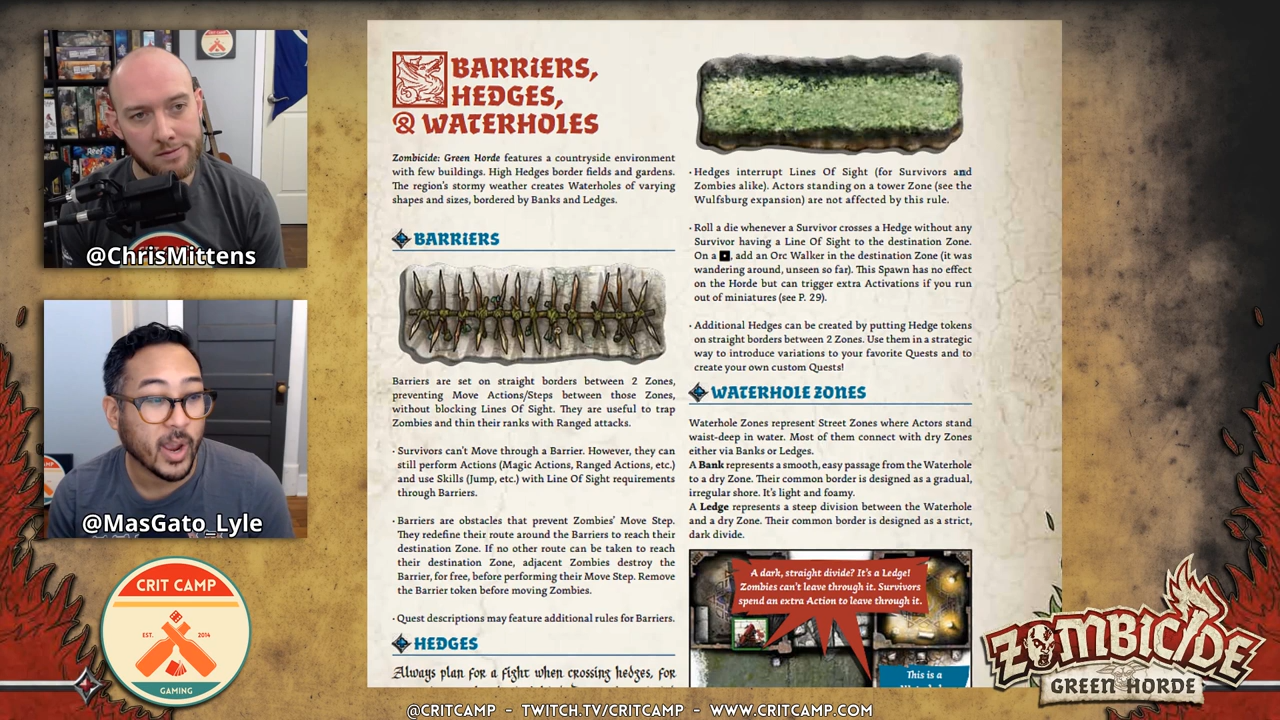 @ChrisMittens
@MasGato_Lyle
CRIT CAMP
EST. 2014
GAMING
BARRIERS,
HEDGES,
& WATERHOLES
Zombicide: Green Horde features a countryside environment
with few buildings. High Hedges border fields and gardens.
The region's stormy weather creates Waterholes of varying
shapes and sizes, bordered by Banks and Ledges.
BARRIERS
Barriers are set on straight borders between 2 Zones,
preventing Move Actions/Steps between those Zones,
without blocking Lines Of Sight. They are useful to trap
Zombies and thin their ranks with Ranged attacks.
· Survivors can't Move through a Barrier. However, they can
still perform Actions (Magic Actions, Ranged Actions, etc.)
and use Skills (Jump, etc.) with Line Of Sight requirements
through Barriers.
· Barriers are obstacles that prevent Zombies' Move Step.
They redefine their route around the Barriers to reach their
destination Zone. If no other route can be taken to reach
their destination Zone, adjacent Zombies destroy the
Barrier, for free, before performing their Move Step. Remove
the Barrier token before moving Zombies.
· Quest descriptions may feature additional rules for Barriers.
HEDGES
Always plan for a fight when crossing hedges, for
· Hedges interrupt Lines Of Sight (for Survivors and
Zombies alike). Actors standing on a tower Zone (see the
Wulfsburg expansion) are not affected by this rule.
· Roll a die whenever a Survivor crosses a Hedge without any
Survivor having a Line Of Sight to the destination Zone.
On a ⚀, add an Orc Walker in the destination Zone (it was
wandering around, unseen so far). This Spawn has no effect
on the Horde but can trigger extra Activations if you run
out of miniatures (see P. 29).
· Additional Hedges can be created by putting Hedge tokens
on straight borders between 2 Zones. Use them in a strategic
way to introduce variations to your favorite Quests and to
create your own custom Quests!
WATERHOLE ZONES
Waterhole Zones represent Street Zones where Actors stand
waist-deep in water. Most of them connect with dry Zones
either via Banks or Ledges.
A Bank represents a smooth, easy passage from the Waterhole
to a dry Zone. Their common border is designed as a gradual,
irregular shore. It's light and foamy.
A Ledge represents a steep division between the Waterhole
and a dry Zone. Their common border is designed as a strict,
dark divide.
A dark, straight divide? It's a Ledge!
Zombies can't leave through it. Survivors
spend an extra Action to leave through it.
This is a
ZOMBICIDE
GREEN HORDE
@CRITCAMP - TWITCH.TV/CRITCAMP - WWW.CRITCAMP.COM